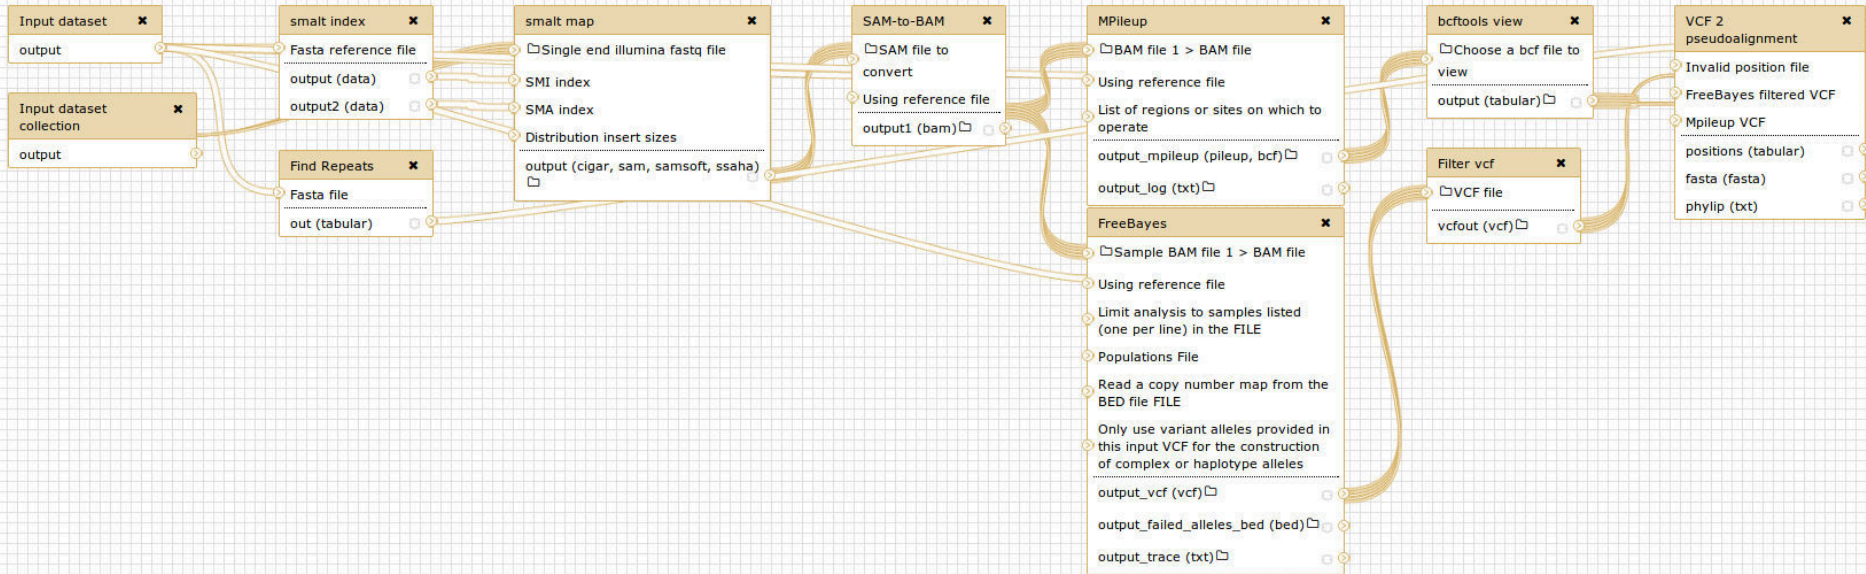 Input dataset
output
Input dataset
collection
output
smalt index
Fasta reference file
output (data)
output2 (data)
Find Repeats
Fasta file
out (tabular)
smalt map
Single end illumina fastq file
SMI index
SMA index
Distribution insert sizes
output (cigar, sam, samsoft, ssaha)
SAM-to-BAM
SAM file to
convert
Using reference file
output1 (bam)
MPileup
BAM file 1 > BAM file
Using reference file
List of regions or sites on which to
operate
output_mpileup (pileup, bcf)
output_log (txt)
FreeBayes
Sample BAM file 1 > BAM file
Using reference file
Limit analysis to samples listed
(one per line) in the FILE
Populations File
Read a copy number map from the
BED file FILE
Only use variant alleles provided in
this input VCF for the construction
of complex or haplotype alleles
output_vcf (vcf)
output_failed_alleles_bed (bed)
output_trace (txt)
bcftools view
Choose a bcf file to
view
output (tabular)
Filter vcf
VCF file
vcfout (vcf)
VCF 2
pseudoalignment
Invalid position file
FreeBayes filtered VCF
Mpileup VCF
positions (tabular)
fasta (fasta)
phylip (txt)